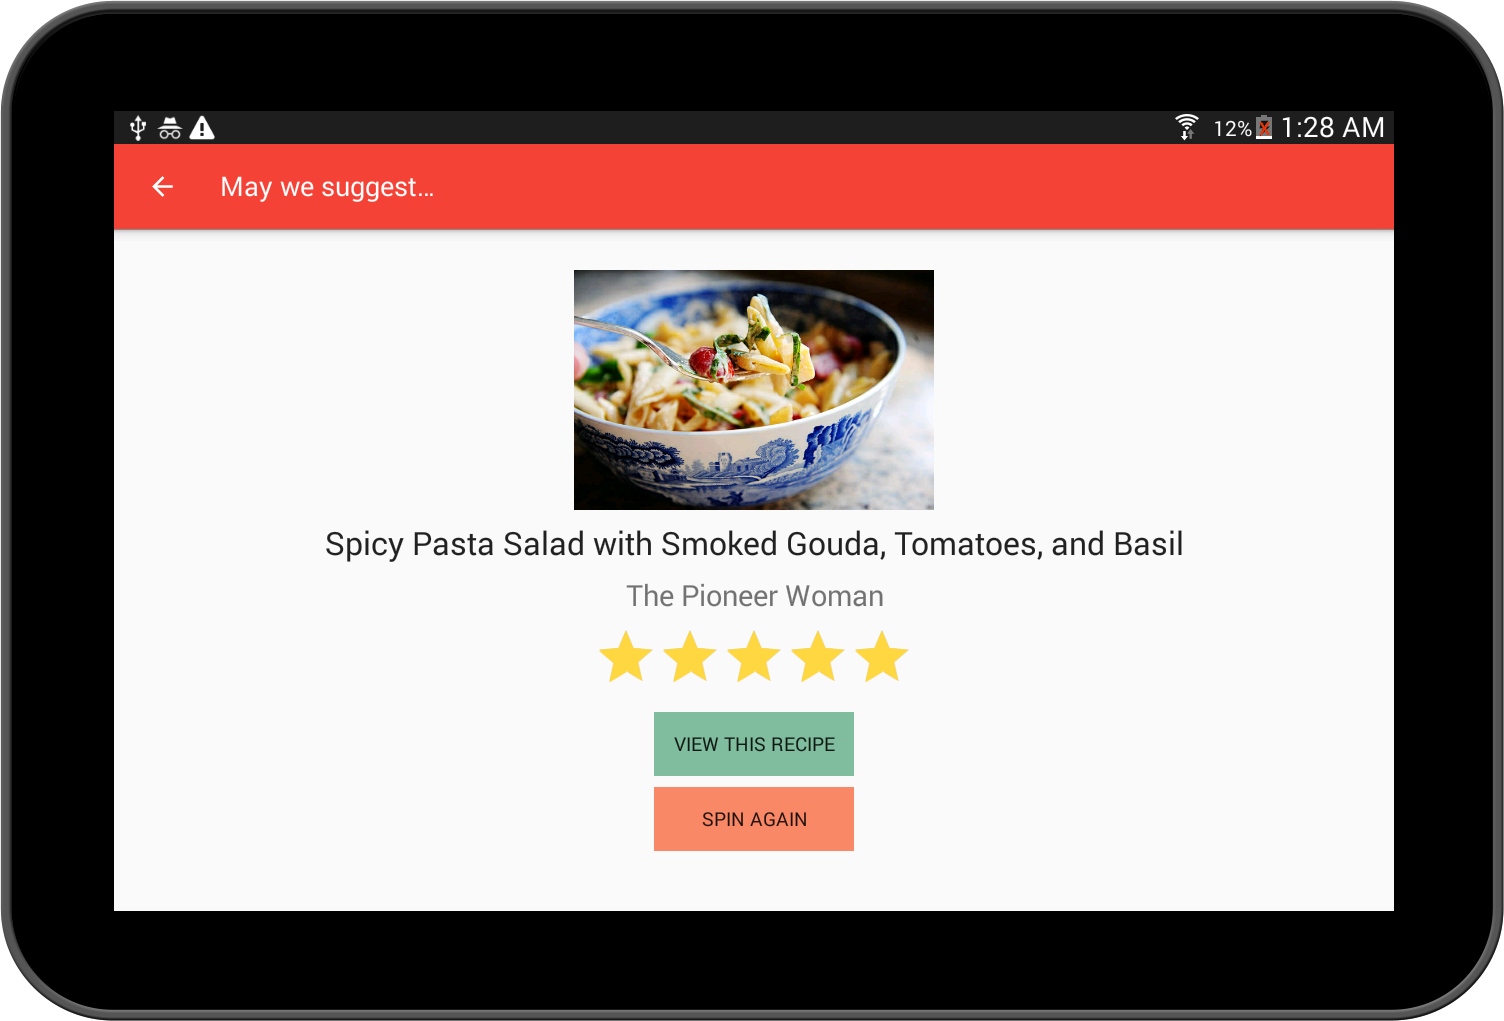 12% 1:28 AM
May we suggest...
Spicy Pasta Salad with Smoked Gouda, Tomatoes, and Basil
The Pioneer Woman
VIEW THIS RECIPE
SPIN AGAIN